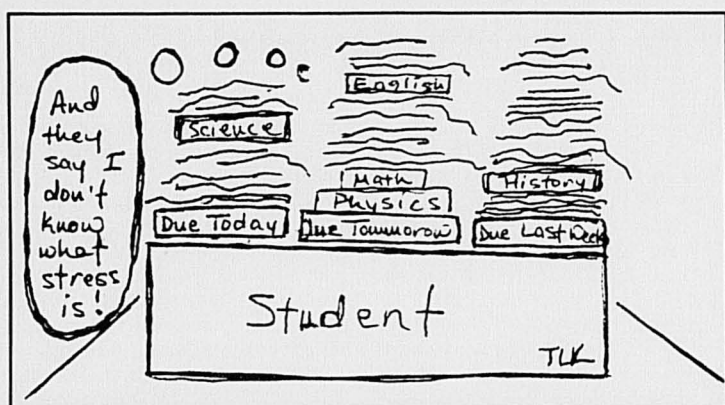 And
they
say I
don't
know
what
stress
is!
Science
Due Today
English
Math
Physics
Due Tommorow
History
Due Last Week
Student
TLK